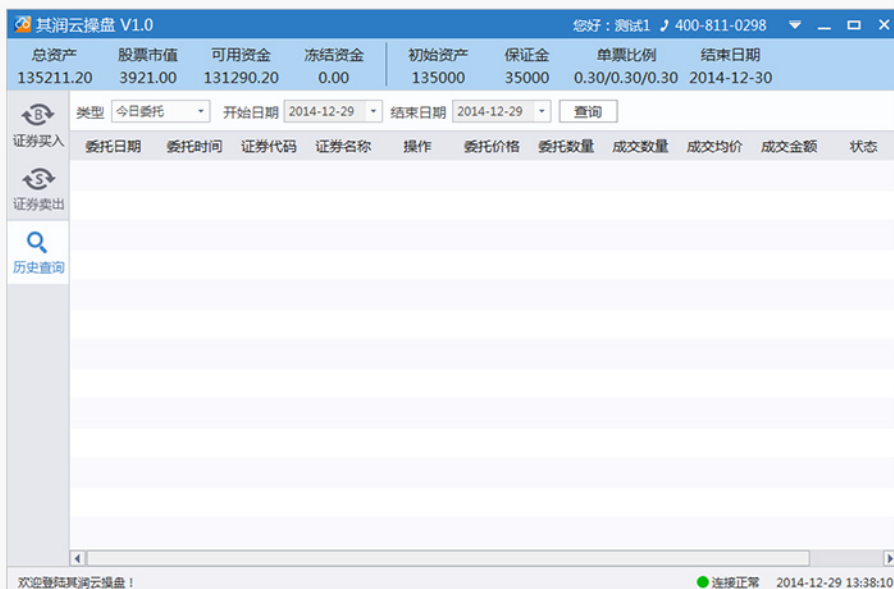 其润云操盘 V1.0 您好：测试1 400-811-0298
总资产 股票市值 可用资金 冻结资金 初始资产 保证金 单票比例 结束日期
135211.20 3921.00 131290.20 0.00 135000 35000 0.30/0.30/0.30 2014-12-30
证券买入
证券卖出
历史查询
类型 今日委托 开始日期 2014-12-29 结束日期 2014-12-29 查询
委托日期 委托时间 证券代码 证券名称 操作 委托价格 委托数量 成交数量 成交均价 成交金额 状态
欢迎登陆其润云操盘！ 连接正常 2014-12-29 13:38:10